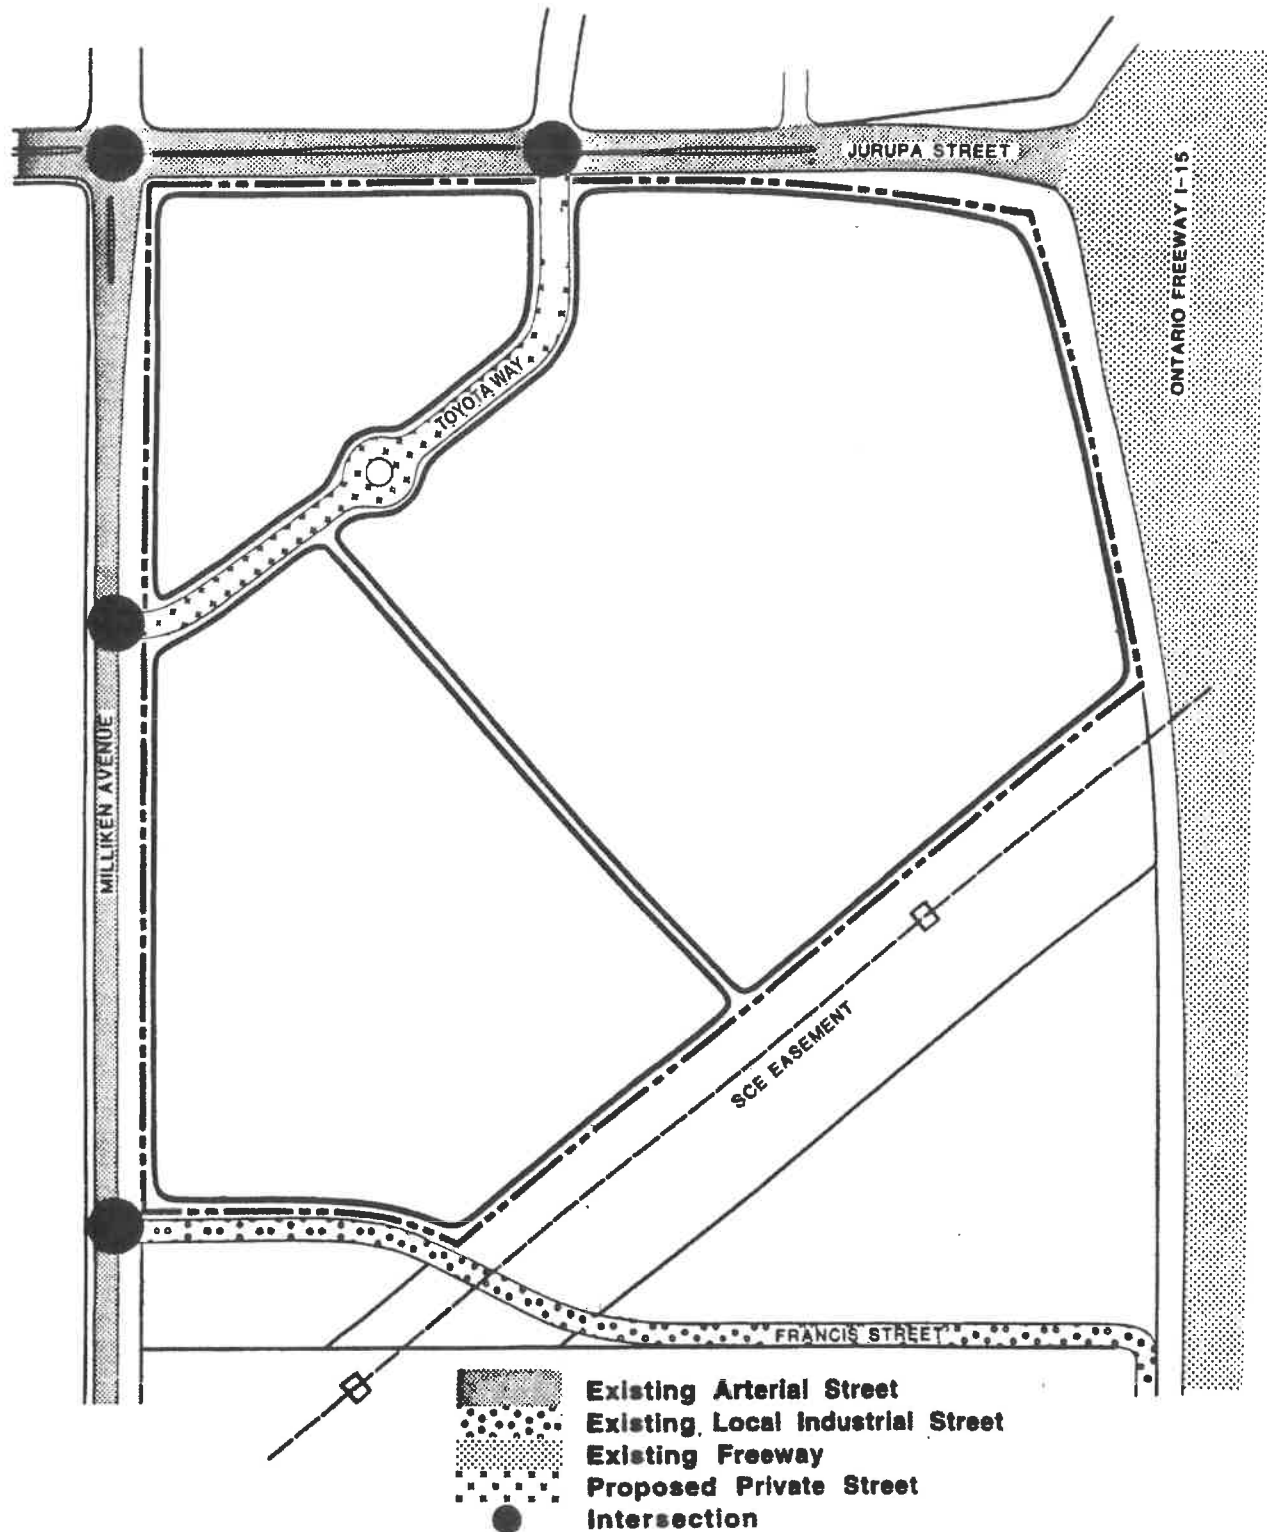 JURUPA STREET
ONTARIO FREEWAY I-15
TOYOTA WAY
MILLIKEN AVENUE
SCE EASEMENT
FRANCIS STREET
Existing Arterial Street
Existing Local Industrial Street
Existing Freeway
Proposed Private Street
Intersection